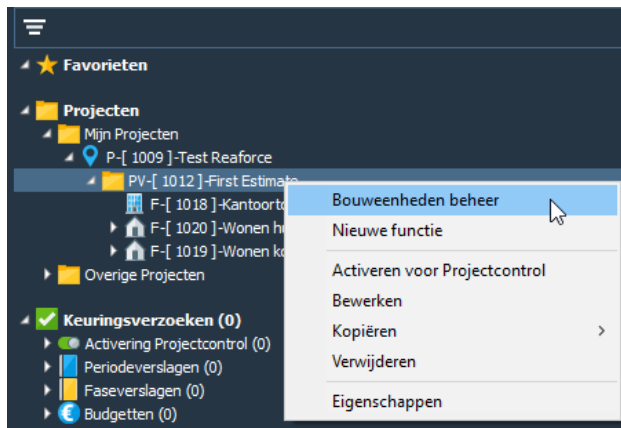 Favorieten
Projecten
Mijn Projecten
P-[ 1009 ]-Test Reaforce
PV-[ 1012 ]-First Estimate
F-[ 1018 ]-Kantoort
F-[ 1020 ]-Wonen h
F-[ 1019 ]-Wonen k
Overige Projecten
Keuringsverzoeken (0)
Activering Projectcontrol (0)
Periodeverslagen (0)
Faseverslagen (0)
Budgetten (0)
Bouweenheden beheer
Nieuwe functie
Activeren voor Projectcontrol
Bewerken
Kopiëren
Verwijderen
Eigenschappen